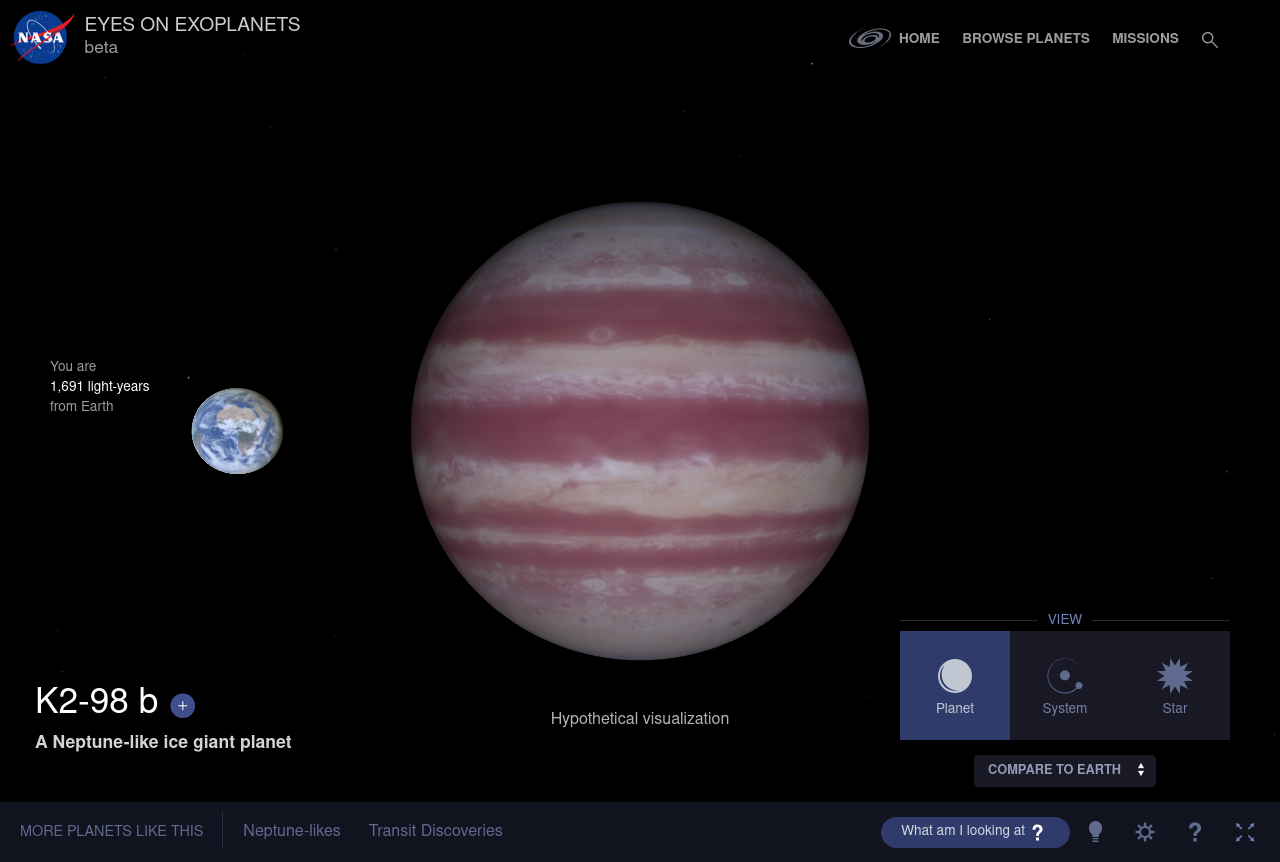 NASA
EYES ON EXOPLANETS
beta
HOME
BROWSE PLANETS
MISSIONS
You are
1,691 light-years
from Earth
VIEW
Planet
System
Star
K2-98 b +
A Neptune-like ice giant planet
Hypothetical visualization
COMPARE TO EARTH
MORE PLANETS LIKE THIS
Neptune-likes
Transit Discoveries
What am I looking at ?
?